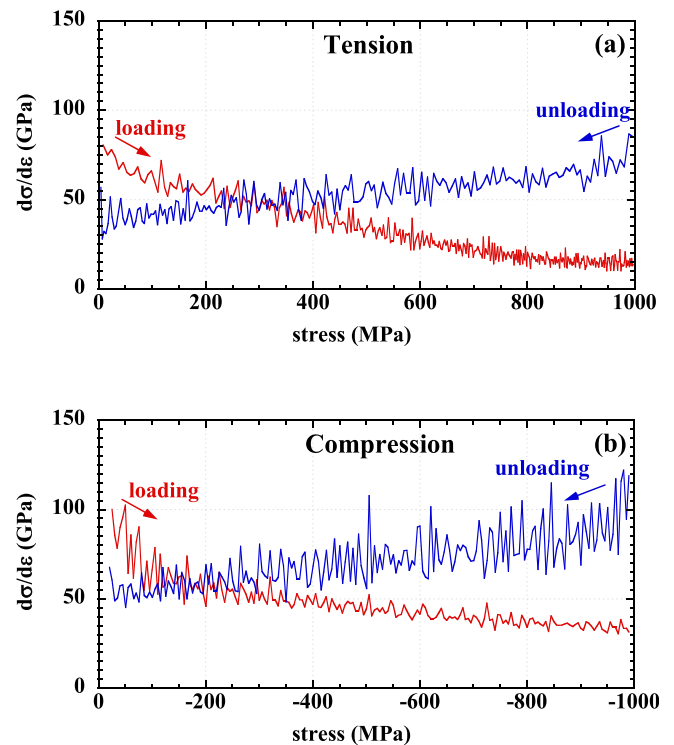 150
Tension
(a)
100
loading
unloading
dσ/dε (GPa)
50
0
0 200 400 600 800 1000
stress (MPa)
150
Compression
(b)
loading
unloading
100
dσ/dε (GPa)
50
0
0 -200 -400 -600 -800 -1000
stress (MPa)